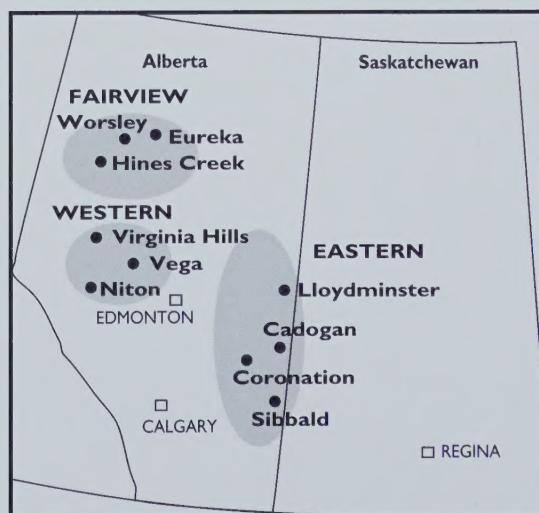 Alberta
Saskatchewan
FAIRVIEW
Worsley
Eureka
Hines Creek
WESTERN
Virginia Hills
EASTERN
Vega
Niton
Lloydminster
EDMONTON
Cadogan
Coronation
CALGARY
Sibbald
REGINA